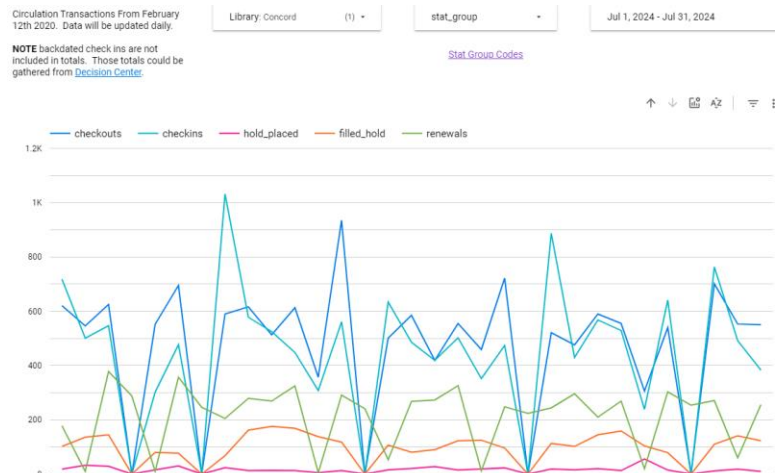 Circulation Transactions From February
12th 2020. Data will be updated daily.
NOTE backdated check ins are not
included in totals. Those totals could be
gathered from Decision Center.
Library: Concord (1)
stat_group
Jul 1, 2024 - Jul 31, 2024
Stat Group Codes
checkouts checkins hold_placed filled_hold renewals
1.2K
1K
800
600
400
200
0